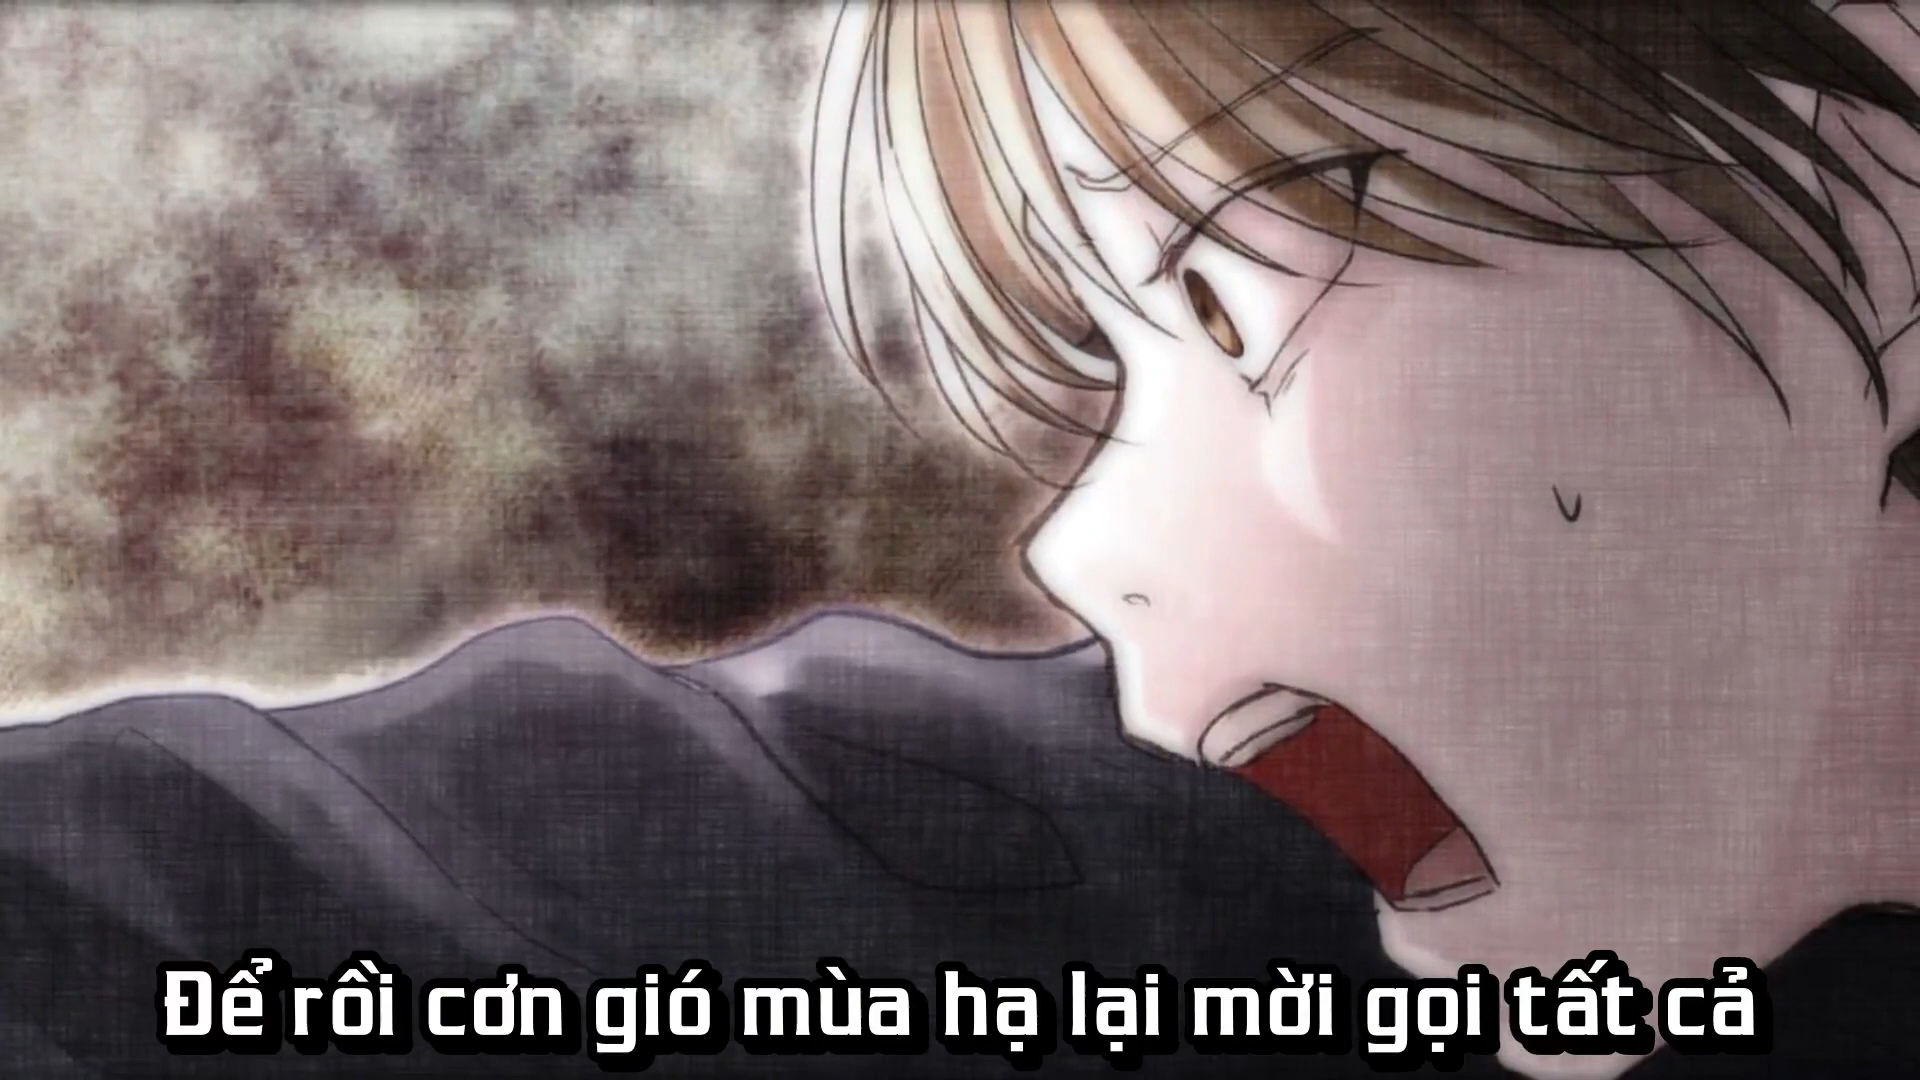 Để rồi cơn gió mùa hạ lại mời gọi tất cả